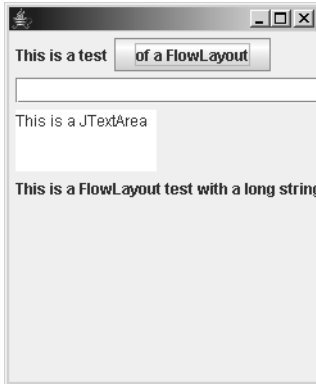 This is a test of a FlowLayout
This is a JTextArea
This is a FlowLayout test with a long string